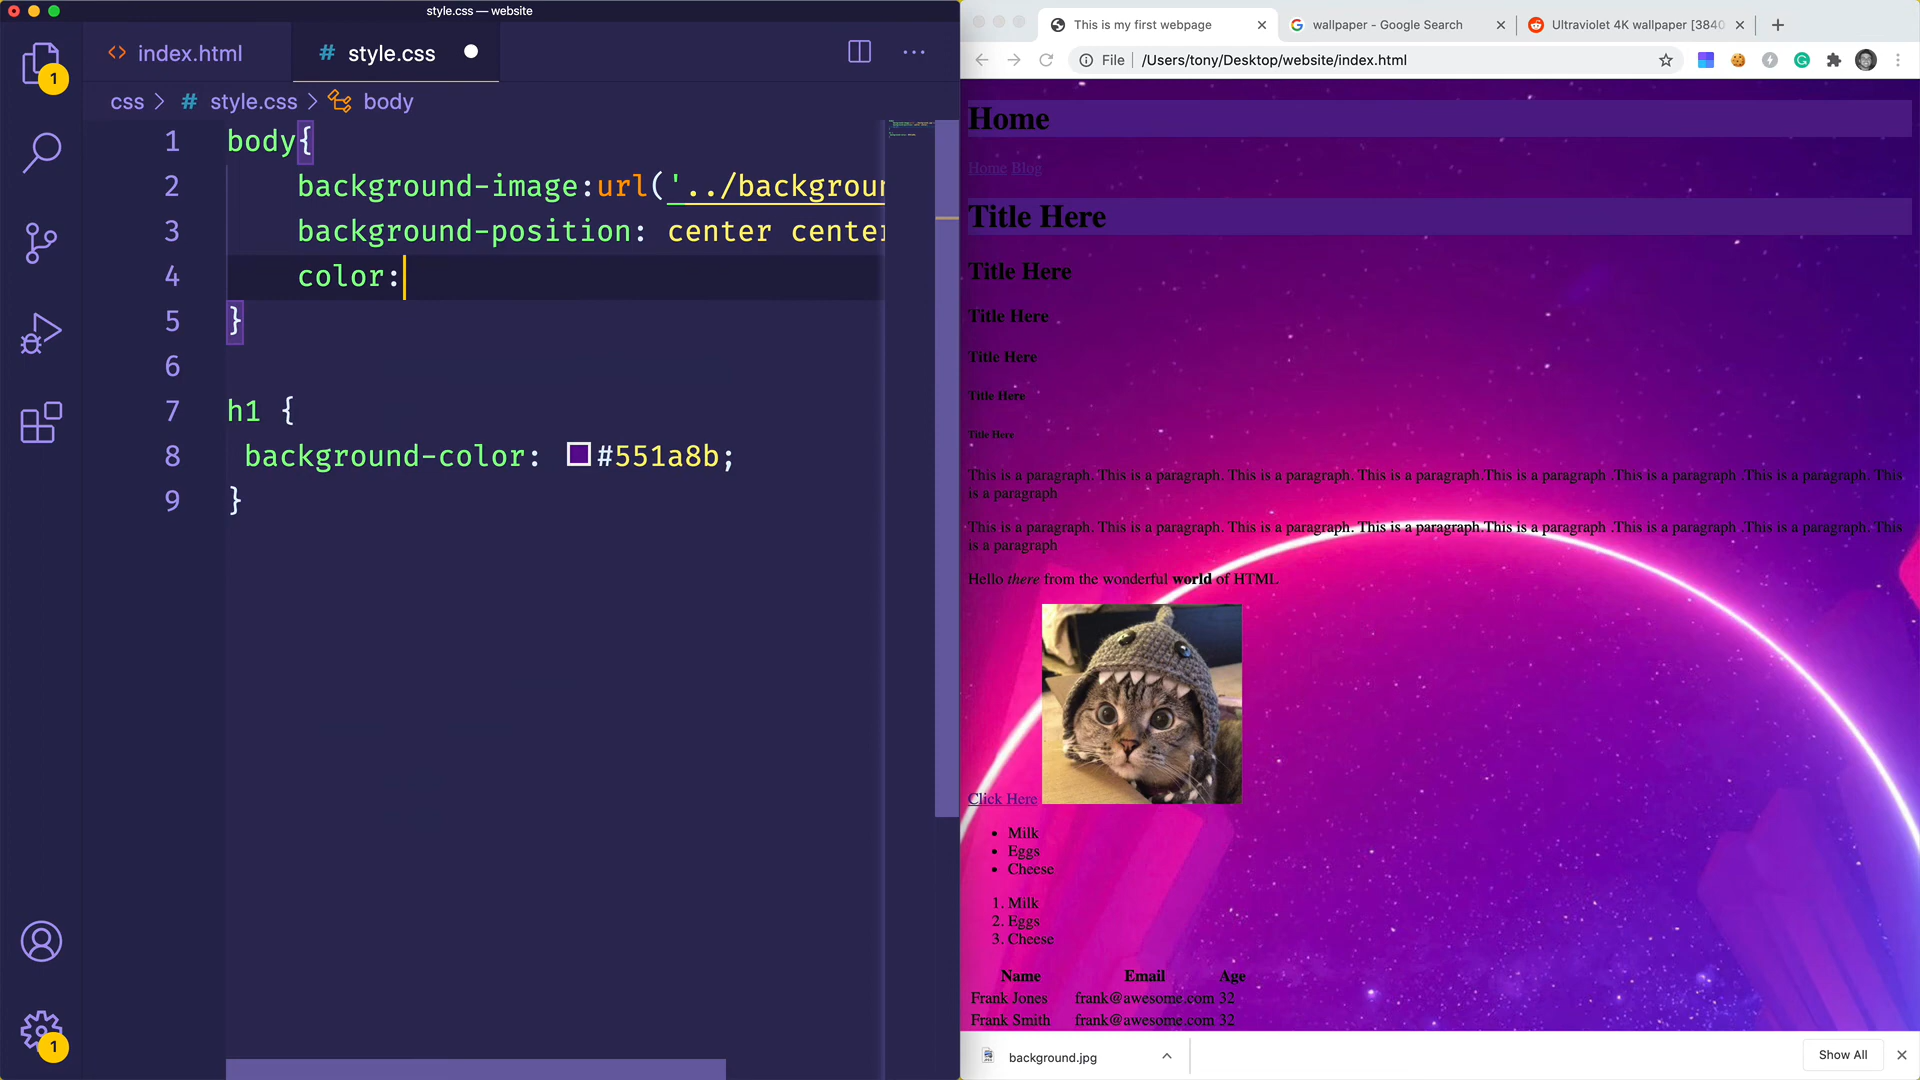 style.css — website
index.html
style.css
css > # style.css > body
1 body{
2 background-image:url('../backgroun
3 background-position: center center
4 color:
5 }
6
7 h1 {
8 background-color: #551a8b;
9 }
1
1
This is my first webpage
wallpaper - Google Search
Ultraviolet 4K wallpaper [3840
File /Users/tony/Desktop/website/index.html
Home
Home Blog
Title Here
Title Here
Title Here
Title Here
Title Here
Title Here
This is a paragraph. This is a paragraph. This is a paragraph. This is a paragraph.This is a paragraph .This is a paragraph .This is a paragraph. This
is a paragraph
This is a paragraph. This is a paragraph. This is a paragraph. This is a paragraph.This is a paragraph .This is a paragraph .This is a paragraph. This
is a paragraph
Hello there from the wonderful world of HTML
Click Here
• Milk
• Eggs
• Cheese
1. Milk
2. Eggs
3. Cheese
Name Email Age
Frank Jones frank@awesome.com 32
Frank Smith frank@awesome.com 32
background.jpg
Show All